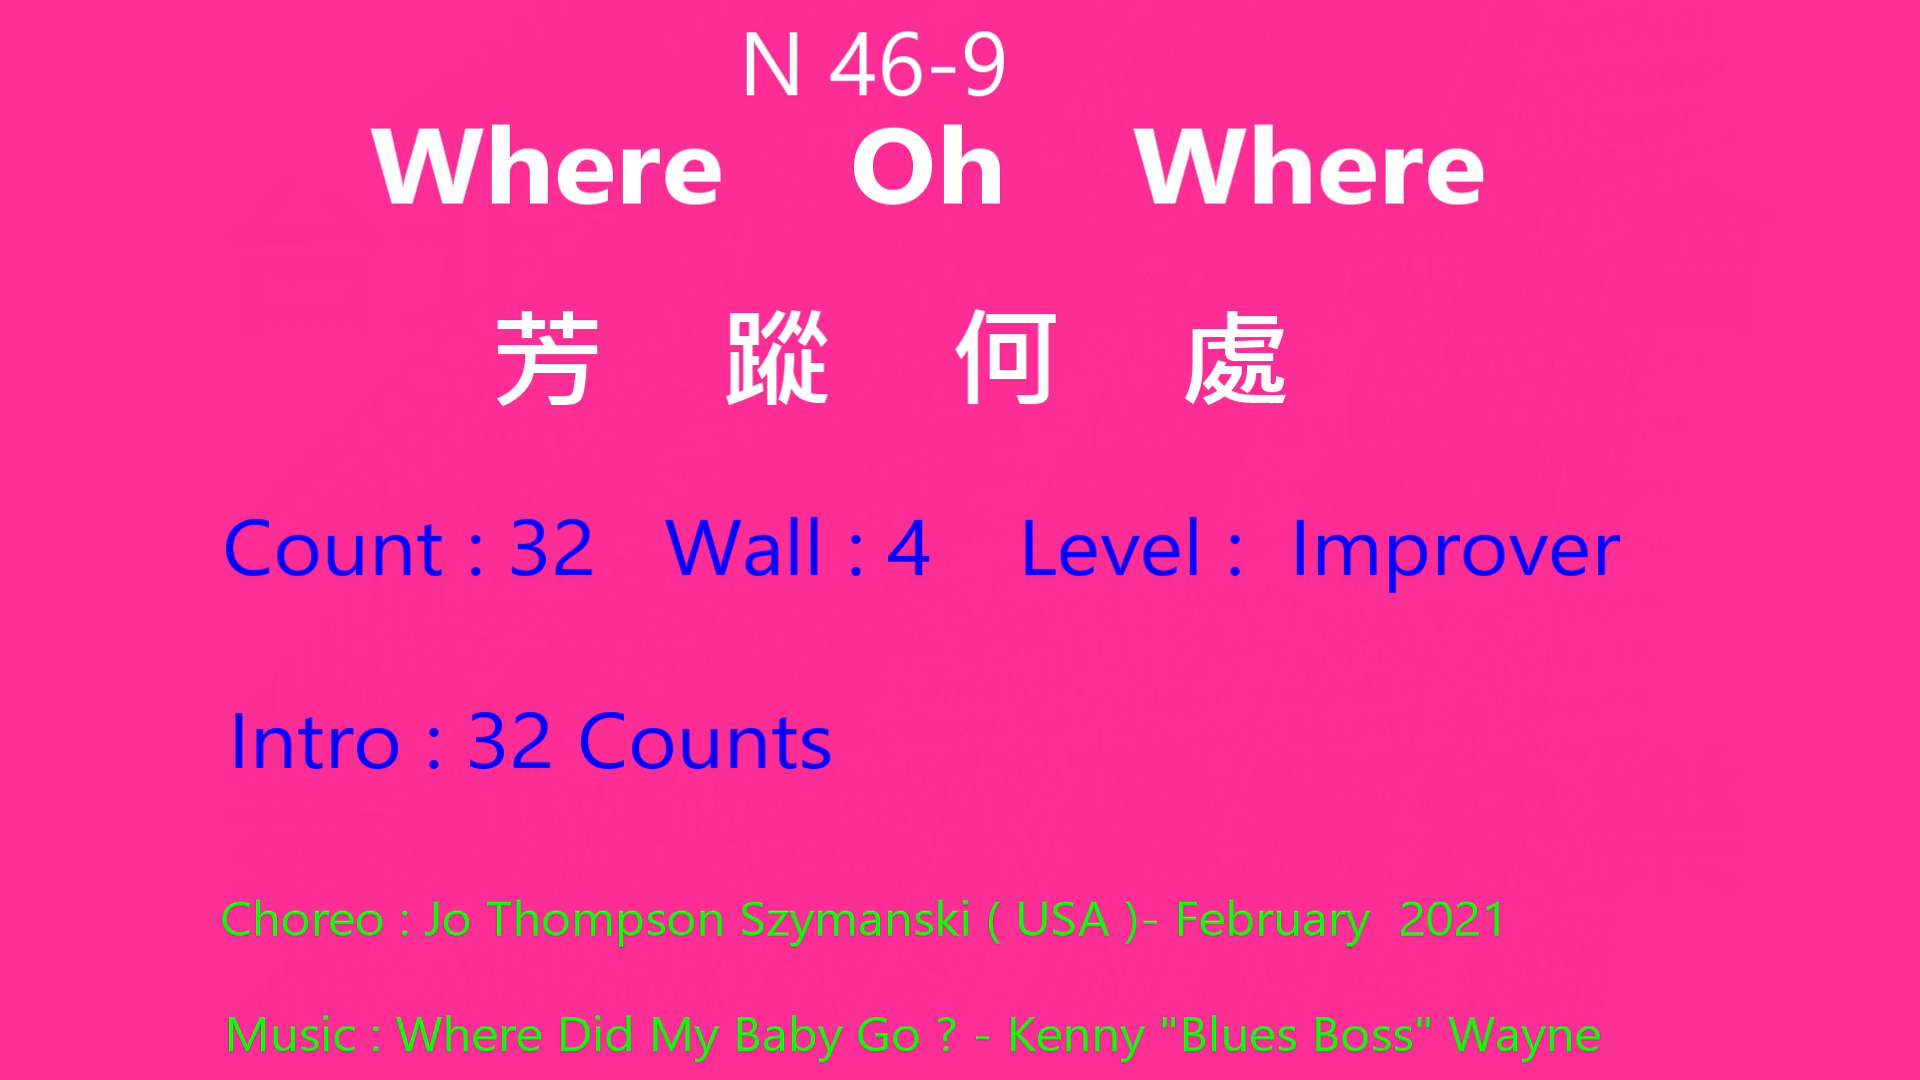 N 46-9
Where Oh Where
芳 蹤 何 處
Count : 32 Wall : 4 Level : Improver
Intro : 32 Counts
Choreo : Jo Thompson Szymanski ( USA )- February 2021
Music : Where Did My Baby Go ? - Kenny "Blues Boss" Wayne